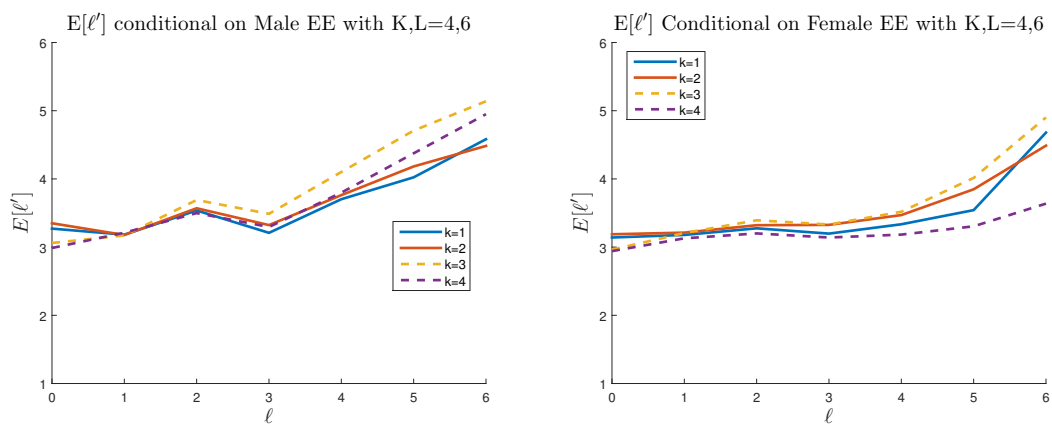 E[ℓ′] conditional on Male EE with K,L=4,6
6
5
4
3
2
1
E[ℓ′]
k=1
k=2
k=3
k=4
0 1 2 3 4 5 6
ℓ
E[ℓ′] Conditional on Female EE with K,L=4,6
6
5
4
3
2
1
E[ℓ′]
k=1
k=2
k=3
k=4
0 1 2 3 4 5 6
ℓ